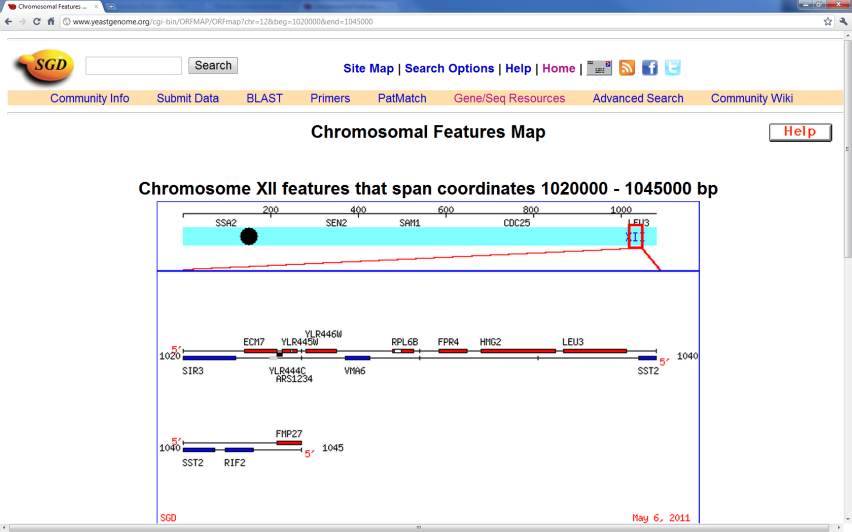 Chromosomal Features ...
www.yeastgenome.org/cgi-bin/ORFMAP/ORFmap?chr=12&beg=1020000&end=1045000
SGD
Search
Site Map | Search Options | Help | Home |
Community Info Submit Data BLAST Primers PatMatch Gene/Seq Resources Advanced Search Community Wiki
Chromosomal Features Map
Help
Chromosome XII features that span coordinates 1020000 - 1045000 bp
200 400 600 800 1000
SSA2 SEN2 SAM1 CDC25 LEU3
XII
YLR446W
ECM7 YLR445W RPL6B FPR4 HMG2 LEU3
5'
1020 1040
5'
SIR3 YLR444C VMA6 SST2
ARS1234
FMP27
5'
1040 1045
5'
SST2 RIF2
SGD May 6, 2011